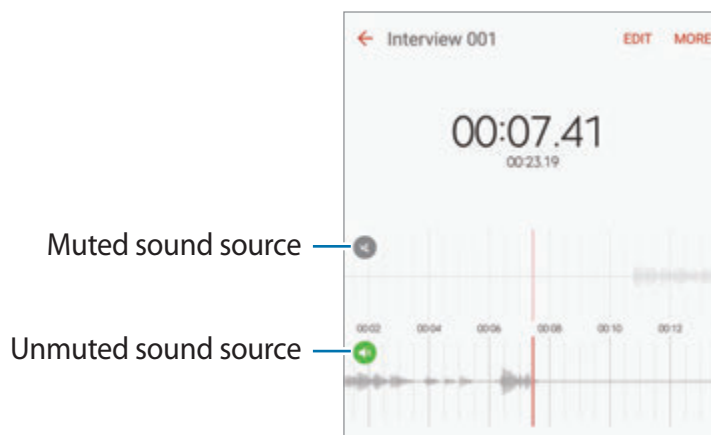 Interview 001 EDIT MORE
00:07.41
00:23.19
Muted sound source
00:02 00:04 00:06 00:08 00:10 00:12
Unmuted sound source